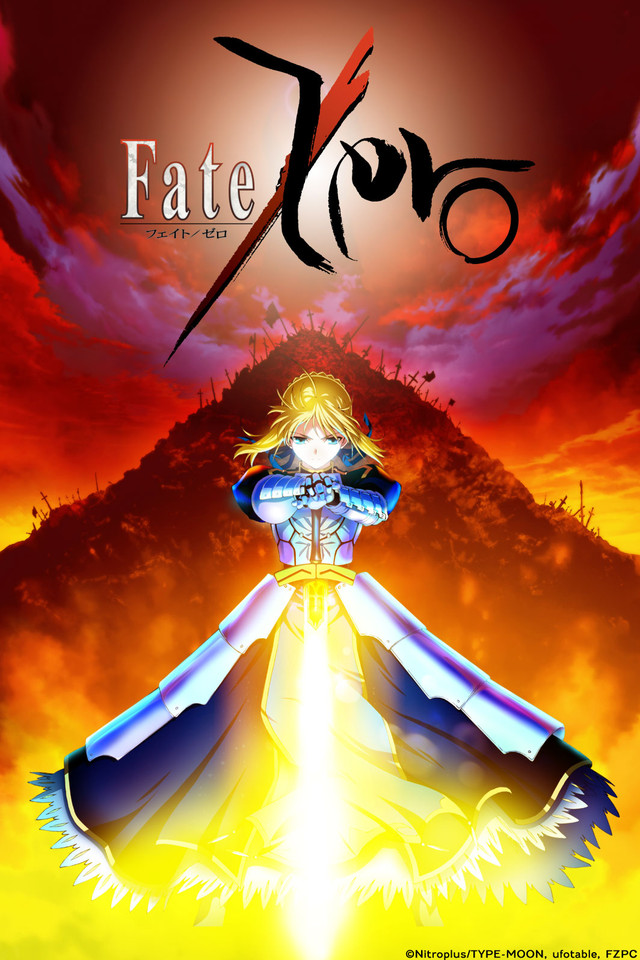 Fate/Zero
フェイト/ゼロ
©Nitroplus/TYPE-MOON, ufotable, FZPC